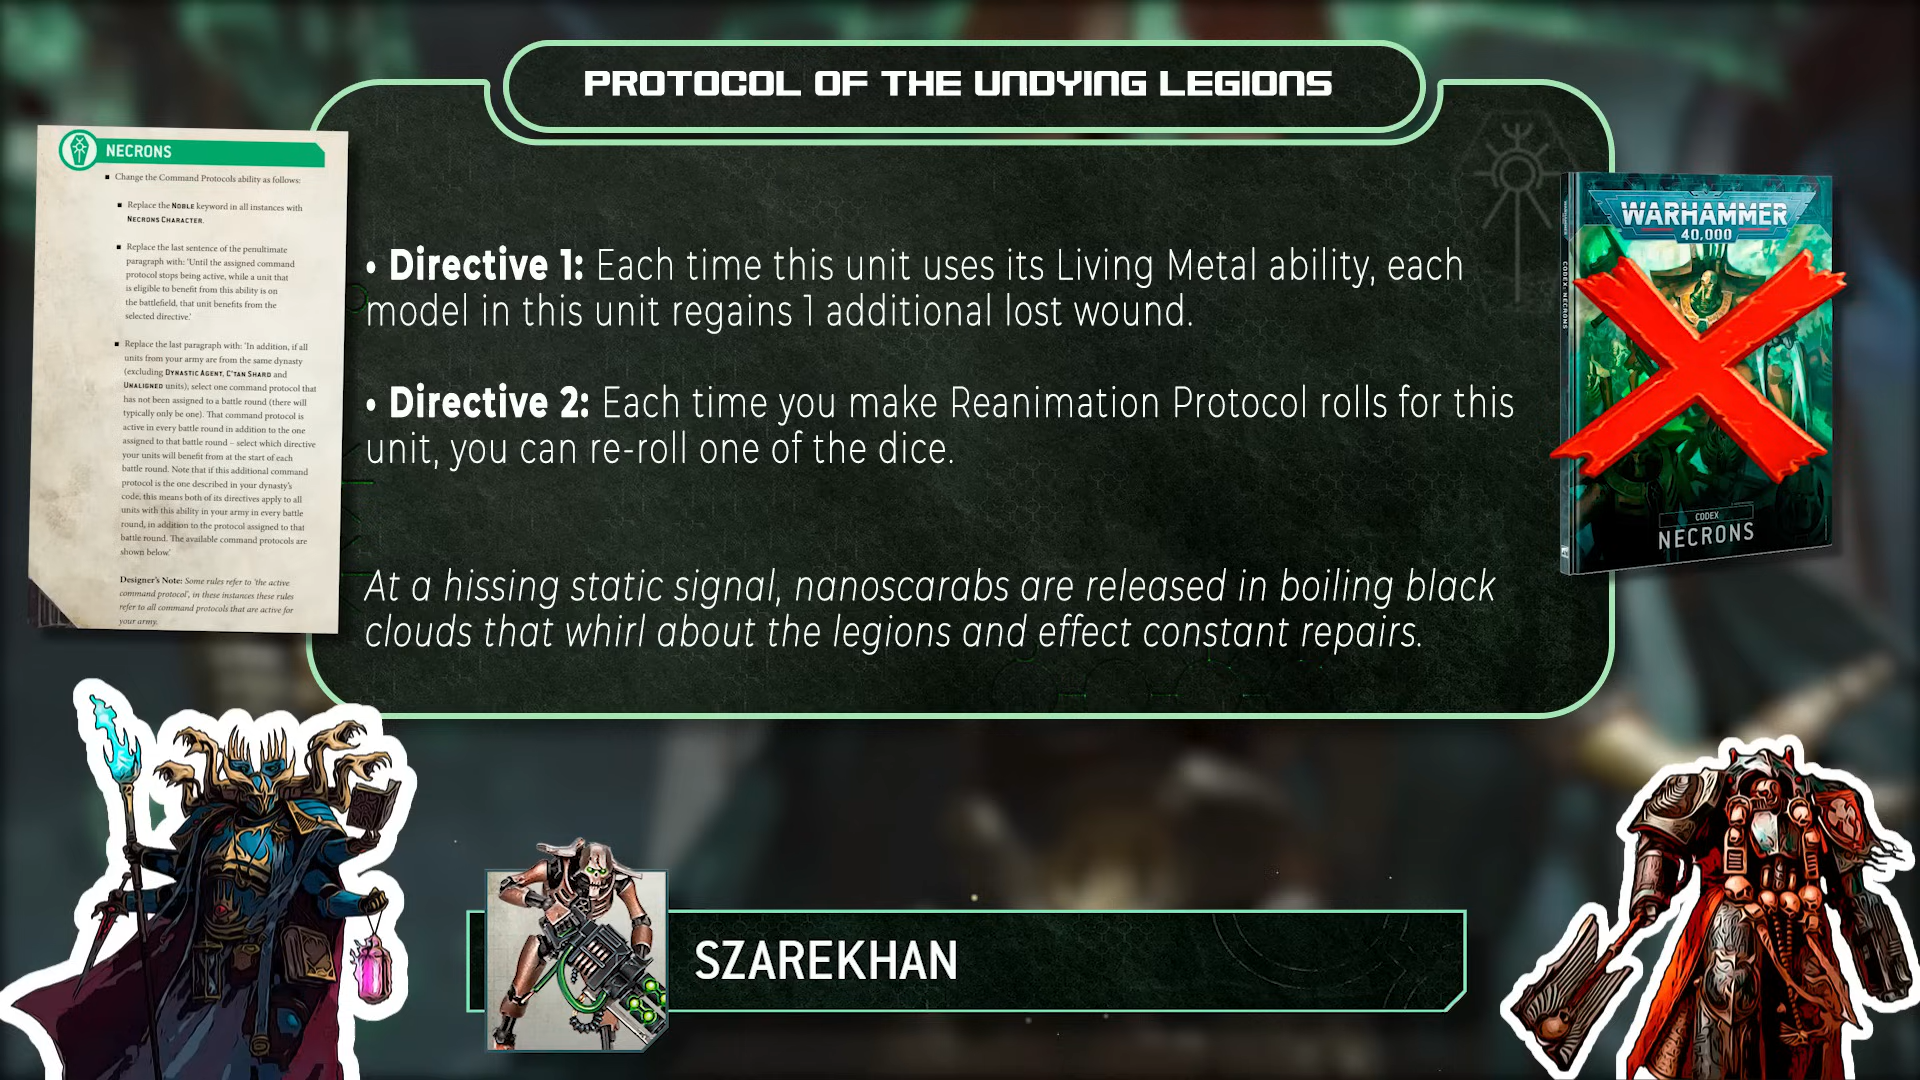 PROTOCOL OF THE UNDYING LEGIONS
NECRONS
▪ Change the Command Protocols ability as follows:
▪ Replace the NOBLE keyword in all instances with
NECRONS CHARACTER.
▪ Replace the last sentence of the penultimate
paragraph with: 'Until the assigned command
protocol stops being active, while a unit that
is eligible to benefit from this ability is on
the battlefield, that unit benefits from the
selected directive.'
▪ Replace the last paragraph with: 'In addition, if all
units from your army are from the same dynasty
(excluding DYNASTIC AGENT, C'TAN SHARD and
UNALIGNED units), select one command protocol that
has not been assigned to a battle round (there will
typically only be one). That command protocol is
active in every battle round in addition to the one
assigned to that battle round – select which directive
your units will benefit from at the start of each
battle round. Note that if this additional command
protocol is the one described in your dynasty's
code, this means both of its directives apply to all
units with this ability in your army in every battle
round, in addition to the protocol assigned to that
battle round. The available command protocols are
shown below.'
Designer's Note: Some rules refer to 'the active
command protocol', in these instances these rules
refer to all command protocols that are active for
your army.
• Directive 1: Each time this unit uses its Living Metal ability, each
model in this unit regains 1 additional lost wound.
• Directive 2: Each time you make Reanimation Protocol rolls for this
unit, you can re-roll one of the dice.
At a hissing static signal, nanoscarabs are released in boiling black
clouds that whirl about the legions and effect constant repairs.
WARHAMMER
40,000
CODEX: NECRONS
CODEX
NECRONS
SZAREKHAN